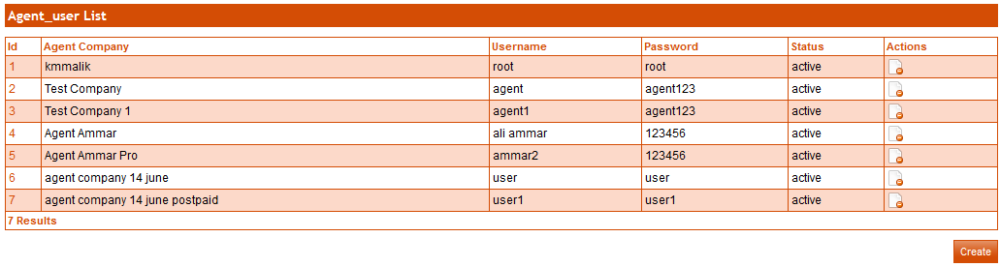 Agent_user List
Id Agent Company Username Password Status Actions
1 kmmalik root root active
2 Test Company agent agent123 active
3 Test Company 1 agent1 agent123 active
4 Agent Ammar ali ammar 123456 active
5 Agent Ammar Pro ammar2 123456 active
6 agent company 14 june user user active
7 agent company 14 june postpaid user1 user1 active
7 Results
Create